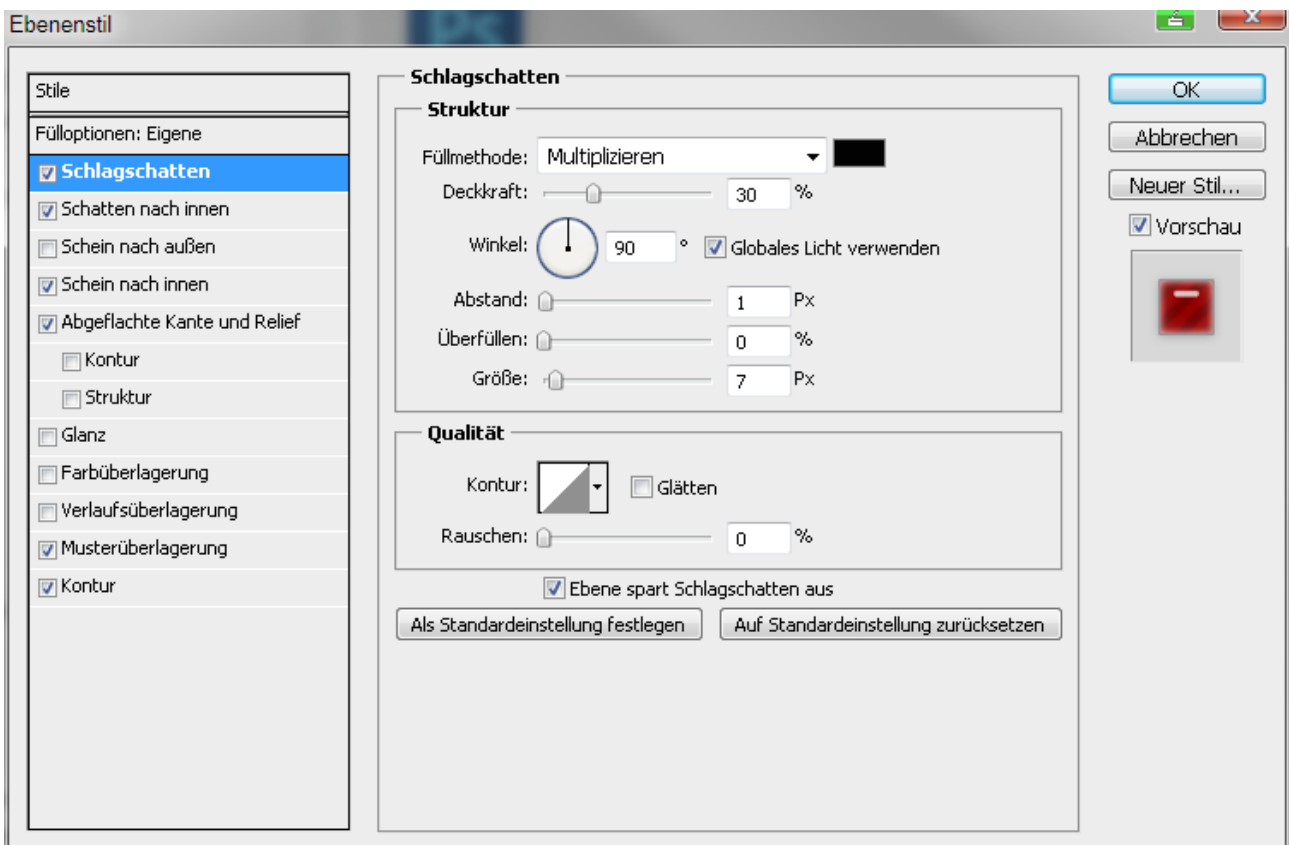 Ps
Ebenenstil
Stile
Fülloptionen: Eigene
Schlagschatten
Schatten nach innen
Schein nach außen
Schein nach innen
Abgeflachte Kante und Relief
Kontur
Struktur
Glanz
Farbüberlagerung
Verlaufsüberlagerung
Musterüberlagerung
Kontur
Schlagschatten
Struktur
Füllmethode: Multiplizieren
Deckkraft: 30 %
Winkel: 90 ° Globales Licht verwenden
Abstand: 1 Px
Überfüllen: 0 %
Größe: 7 Px
Qualität
Kontur: Glätten
Rauschen: 0 %
Ebene spart Schlagschatten aus
Als Standardeinstellung festlegen Auf Standardeinstellung zurücksetzen
OK
Abbrechen
Neuer Stil...
Vorschau